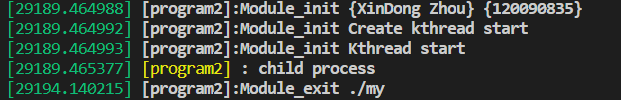 [29189.464988] [program2]:Module_init {XinDong Zhou} {120090835}
[29189.464992] [program2]:Module_init Create kthread start
[29189.464993] [program2]:Module_init Kthread start
[29189.465377] [program2] : child process
[29194.140215] [program2]:Module_exit ./my